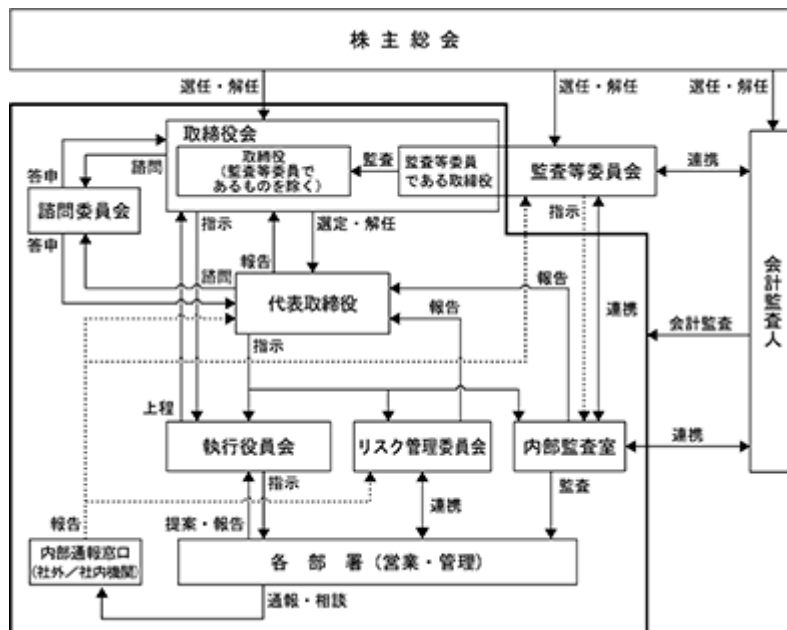 株主総会
選任・解任
選任・解任
選任・解任
取締役会
諮問
答申
取締役
(監査等委員で
あるものを除く)
監査
監査等委員
である取締役
監査等委員会
連携
諮問委員会
答申
諮問
指示
報告
選定・解任
指示
代表取締役
報告
報告
連携
会計監査
会計監査人
指示
上程
執行役員会
リスク管理委員会
内部監査室
連携
指示
提案・報告
連携
監査
報告
内部通報窓口
(社外/社内機関)
各部署(営業・管理)
通報・相談